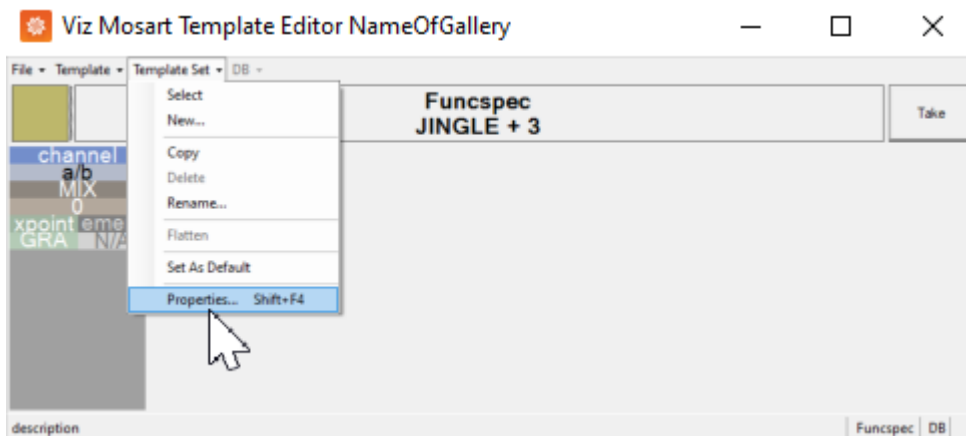 Viz Mosart Template Editor NameOfGallery
File Template Template Set DB
Select
New...
Copy
Delete
Rename...
Flatten
Set As Default
Properties... Shift+F4
Funcspec
JINGLE + 3
Take
channel
a/b
MIX
0
xpoint eme
GRA N/A
description
Funcspec DB